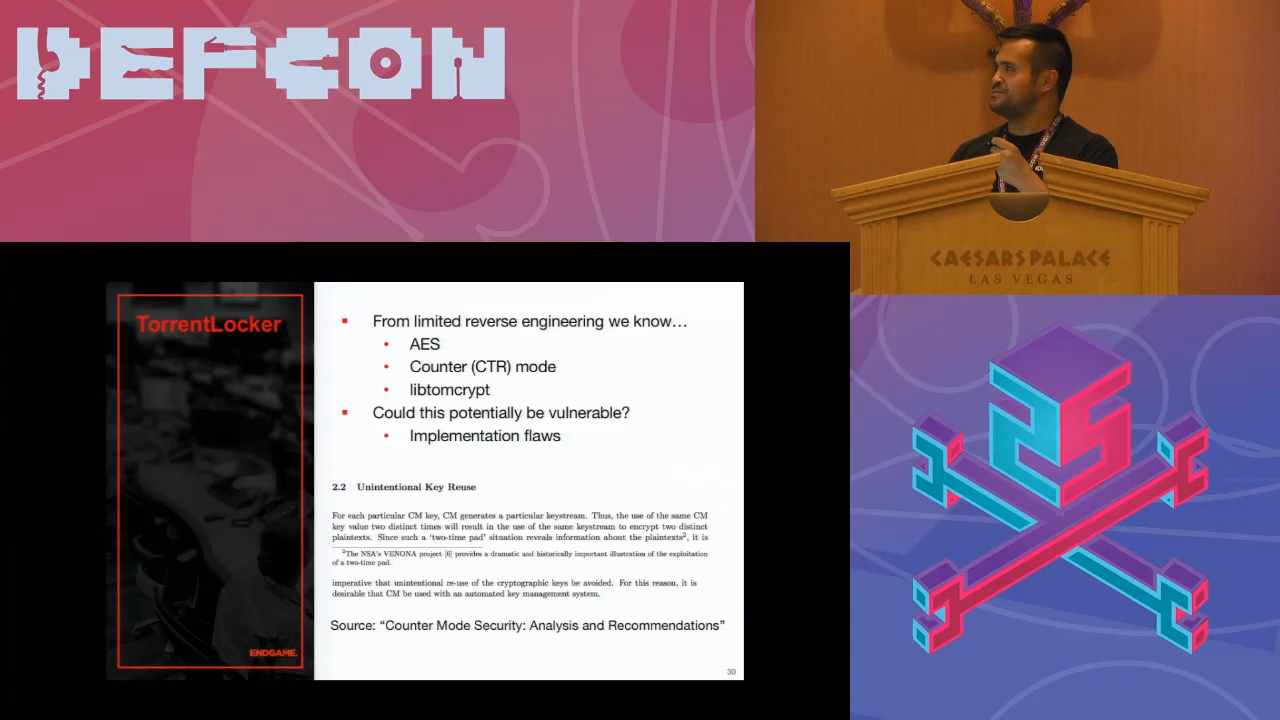 DEFCON
CAESARS PALACE
LAS VEGAS
TorrentLocker
ENDGAME.
From limited reverse engineering we know…
AES
Counter (CTR) mode
libtomcrypt
Could this potentially be vulnerable?
Implementation flaws
2.2 Unintentional Key Reuse
For each particular CM key, CM generates a particular keystream. Thus, the use of the same CM
key value two distinct times will result in the use of the same keystream to encrypt two distinct
plaintexts. Since such a 'two-time pad' situation reveals information about the plaintexts2, it is
2The NSA's VENONA project [6] provides a dramatic and historically important illustration of the exploitation
of a two-time pad.
imperative that unintentional re-use of the cryptographic keys be avoided. For this reason, it is
desirable that CM be used with an automated key management system.
Source: “Counter Mode Security: Analysis and Recommendations”
30